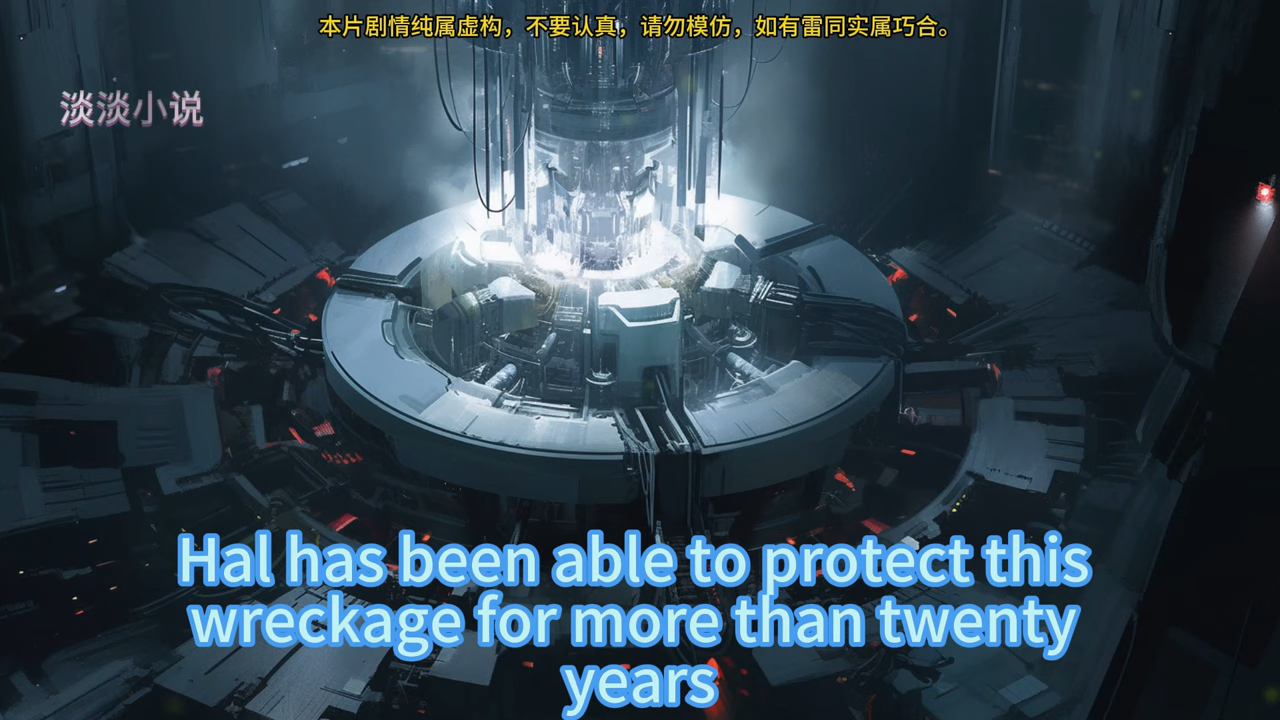 本片剧情纯属虚构，不要认真，请勿模仿，如有雷同实属巧合。
淡淡小说
Hal has been able to protect this
wreckage for more than twenty
years